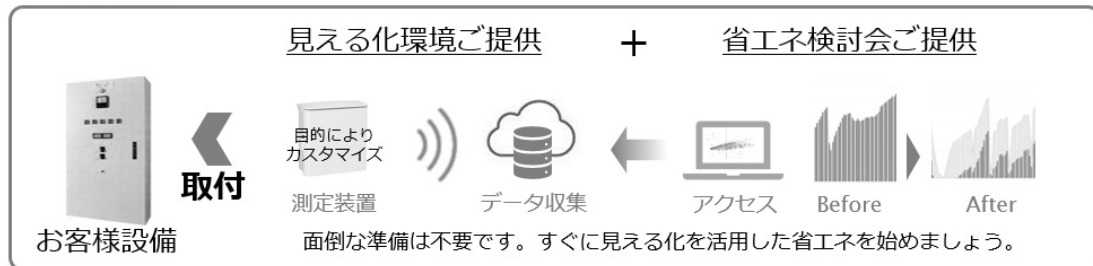 見える化環境ご提供 + 省エネ検討会ご提供
目的により
カスタマイズ
取付
測定装置 データ収集 アクセス Before After
お客様設備 面倒な準備は不要です。すぐに見える化を活用した省エネを始めましょう。